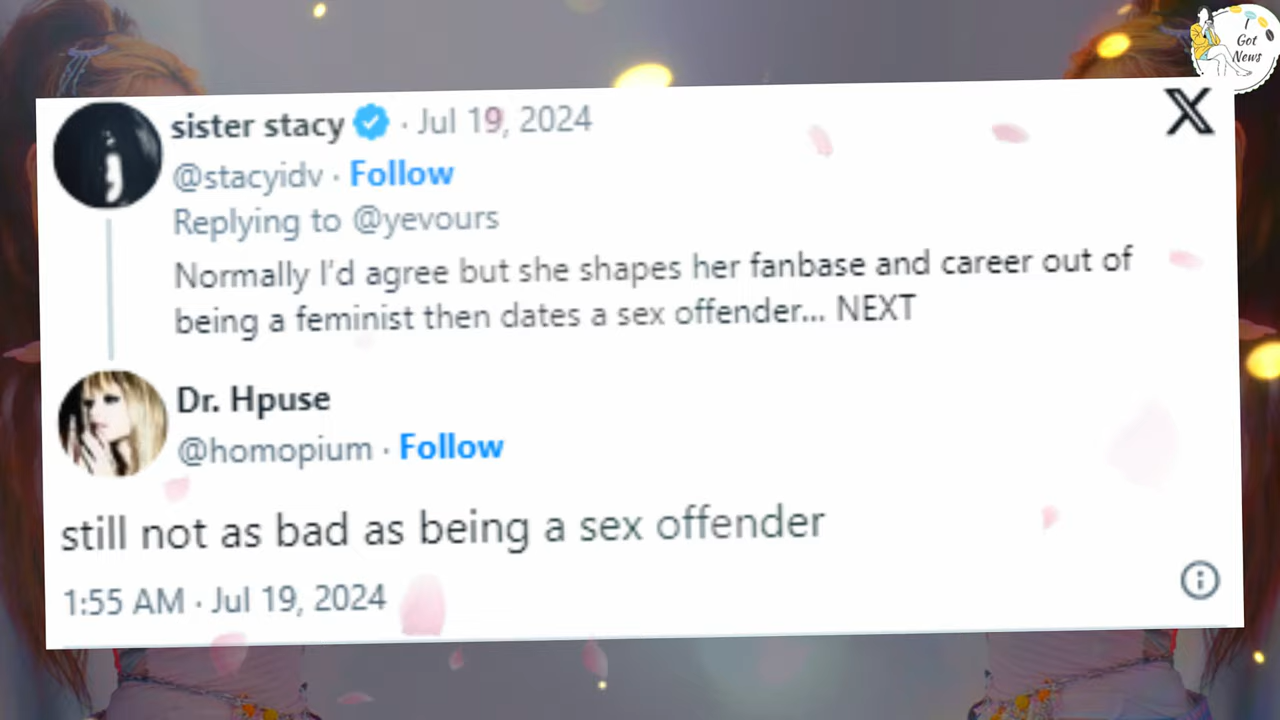 I
Got
News
sister stacy · Jul 19, 2024
X
@stacyidv · Follow
Replying to @yevours
Normally I'd agree but she shapes her fanbase and career out of
being a feminist then dates a sex offender... NEXT
Dr. Hpuse
@homopium · Follow
still not as bad as being a sex offender
1:55 AM · Jul 19, 2024